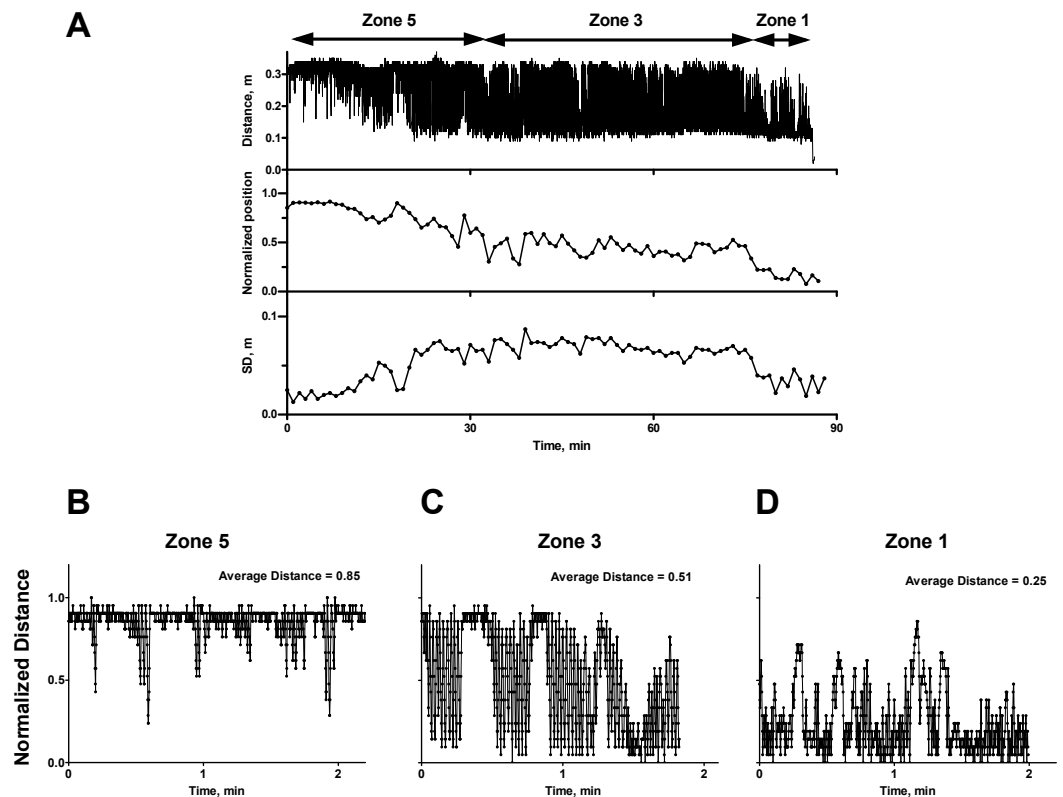 A
Zone 5
Zone 3
Zone 1
Distance, m
0.3
0.2
0.1
0.0
Normalized position
1.0
0.5
0.0
SD, m
0.1
0.0
0
30
60
90
Time, min
B
Zone 5
Average Distance = 0.85
Normalized Distance
1.0
0.5
0.0
0
1
2
Time, min
C
Zone 3
Average Distance = 0.51
0
1
2
Time, min
D
Zone 1
Average Distance = 0.25
0
1
2
Time, min